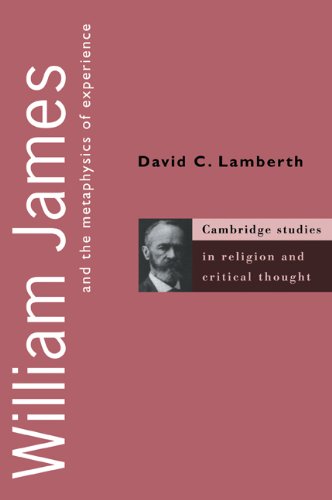 William James
and the metaphysics of experience
David C. Lamberth
Cambridge studies
in religion and
critical thought